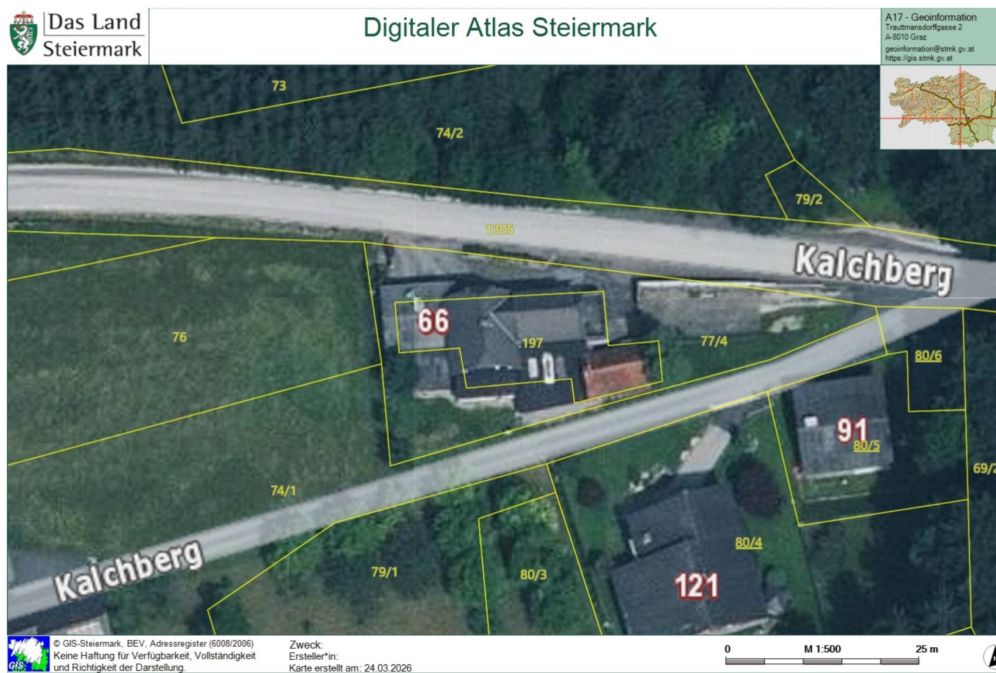 Das Land
Steiermark
Digitaler Atlas Steiermark
A17 - Geoinformation
Trauttmansdorffgasse 2
A-8010 Graz
geoinformation@stmk.gv.at
https://gis.stmk.gv.at
73
74/2
79/2
1305
Kalchberg
76
66
.197
77/4
80/6
91
80/5
69/2
74/1
Kalchberg
79/1
80/3
80/4
121
GIS
© GIS-Steiermark, BEV, Adressregister (6008/2006)
Keine Haftung für Verfügbarkeit, Vollständigkeit
und Richtigkeit der Darstellung.
Zweck:
Ersteller*in:
Karte erstellt am: 24.03.2026
0 M 1:500 25 m